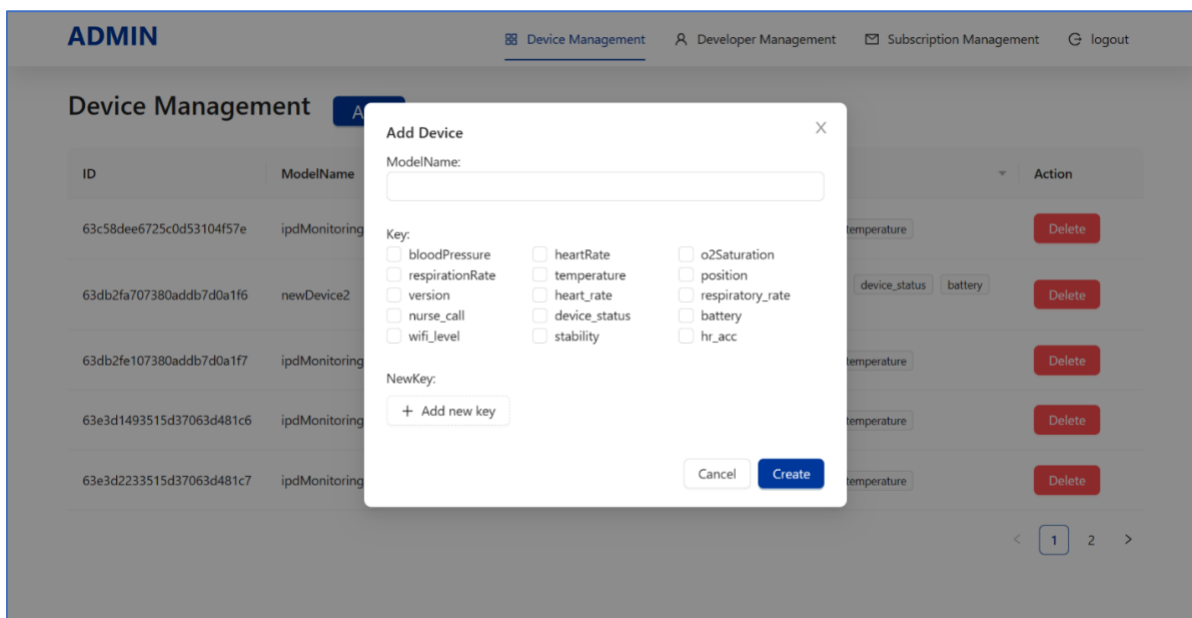 ADMIN
Device Management
Developer Management
Subscription Management
logout
Device Management
A
Add Device
ModelName:
Key:
bloodPressure heartRate o2Saturation
respirationRate temperature position
version heart_rate respiratory_rate
nurse_call device_status battery
wifi_level stability hr_acc
NewKey:
+ Add new key
Cancel Create
ID ModelName Action
63c58dee6725c0d53104f57e ipdMonitoring temperature Delete
63db2fa707380addb7d0a1f6 newDevice2 device_status battery Delete
63db2fe107380addb7d0a1f7 ipdMonitoring temperature Delete
63e3d1493515d37063d481c6 ipdMonitoring temperature Delete
63e3d2233515d37063d481c7 ipdMonitoring temperature Delete
< 1 2 >